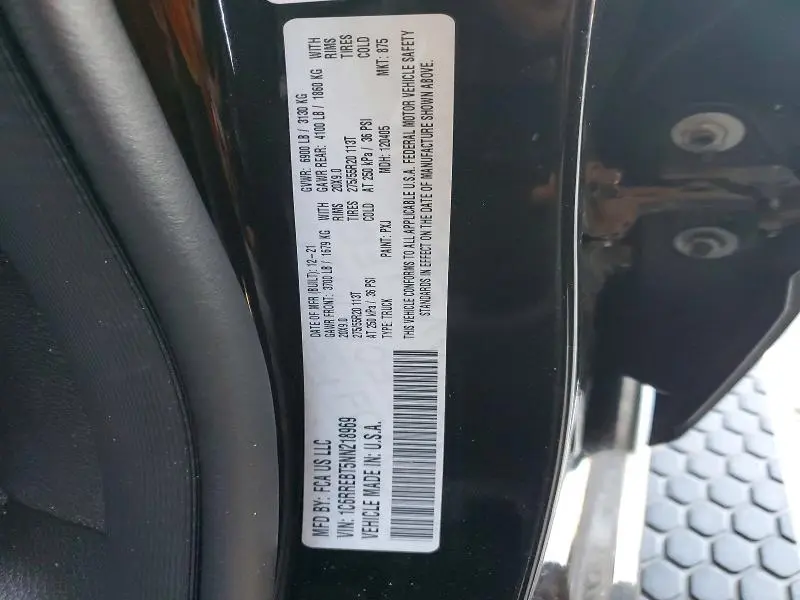 MFD BY: FCA US LLC
DATE OF MFR (BUILT): 12-21 GVWR: 6900 LB / 3130 KG
GAWR FRONT: 3700 LB / 1679 KG WITH GAWR REAR: 4100 LB / 1860 KG WITH
20X9.0 RIMS 20X9.0 RIMS
275/55R20 113T TIRES 275/55R20 113T TIRES
AT 250 kPa / 36 PSI COLD AT 250 kPa / 36 PSI COLD
VIN: 1C6RREBT5NN218969 TYPE: TRUCK PAINT: PXJ MDH: 120405 MKT: 875
VEHICLE MADE IN: U.S.A.
THIS VEHICLE CONFORMS TO ALL APPLICABLE U.S.A. FEDERAL MOTOR VEHICLE SAFETY
STANDARDS IN EFFECT ON THE DATE OF MANUFACTURE SHOWN ABOVE.